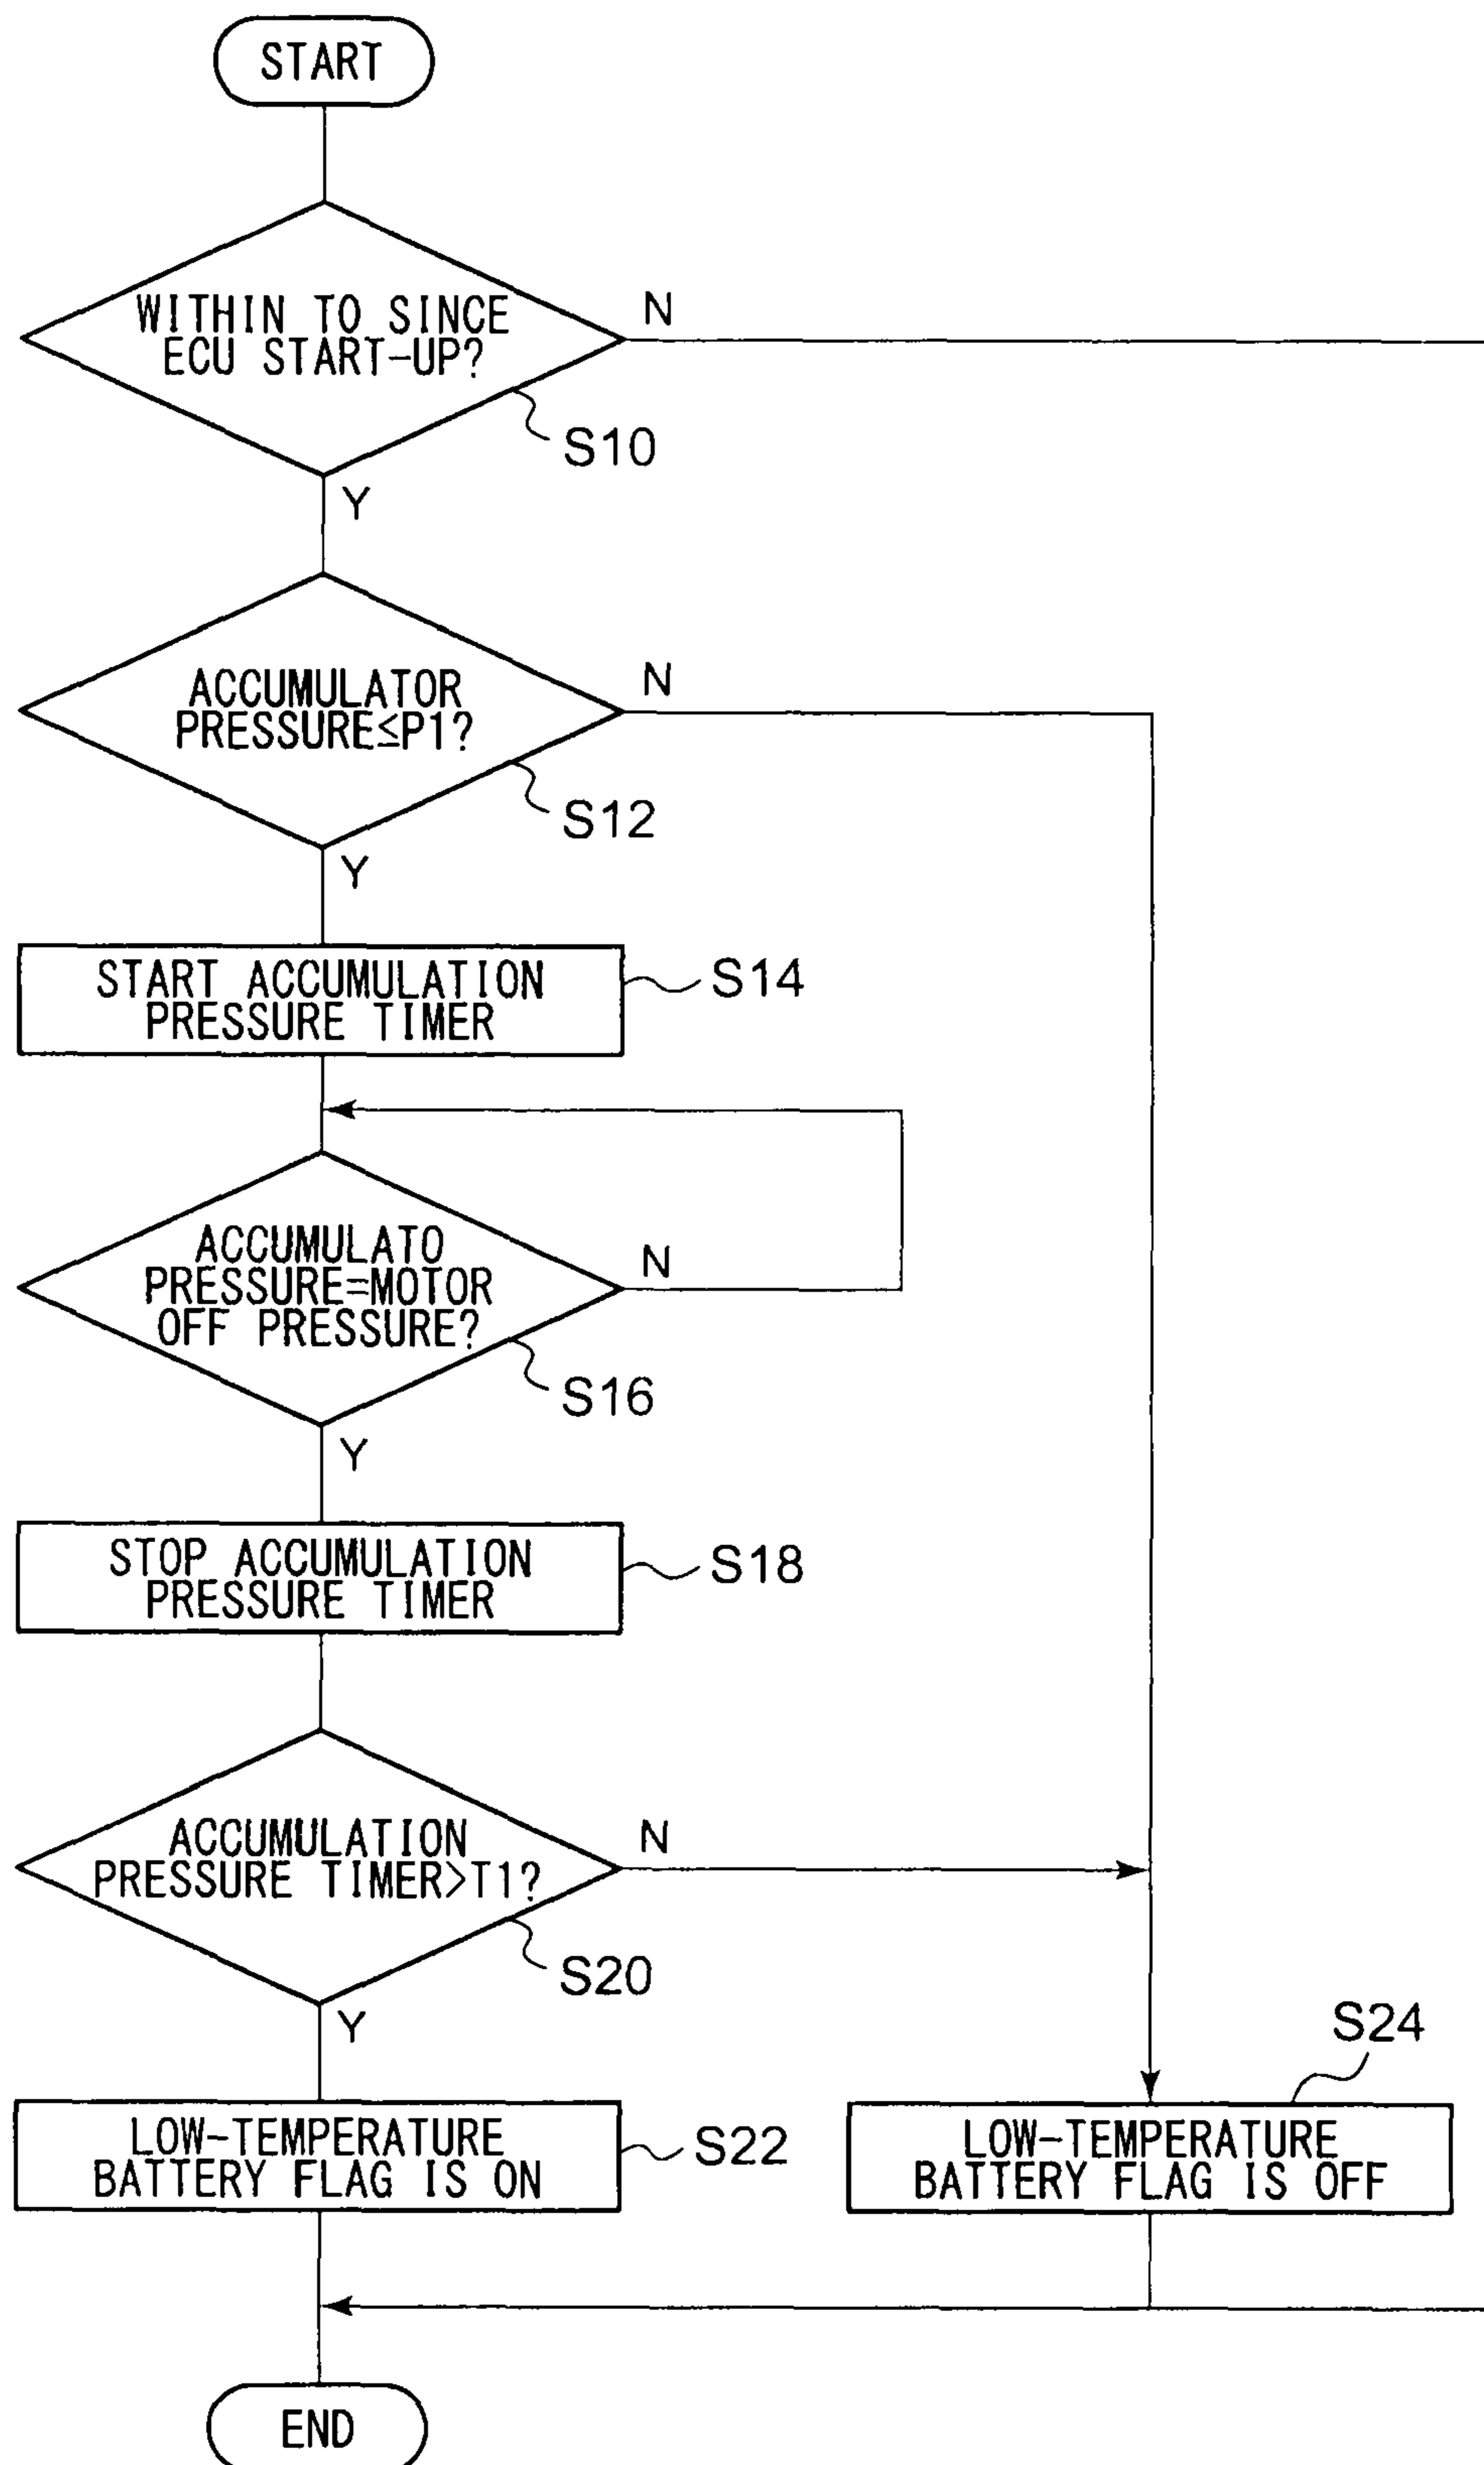 START
WITHIN TO SINCE
ECU START-UP?
N
S10
Y
ACCUMULATOR
PRESSURE≤P1?
N
S12
Y
START ACCUMULATION
PRESSURE TIMER
S14
ACCUMULATO
PRESSURE=MOTOR
OFF PRESSURE?
N
S16
Y
STOP ACCUMULATION
PRESSURE TIMER
S18
ACCUMULATION
PRESSURE TIMER>T1?
N
S20
Y
LOW-TEMPERATURE
BATTERY FLAG IS ON
S22
S24
LOW-TEMPERATURE
BATTERY FLAG IS OFF
END